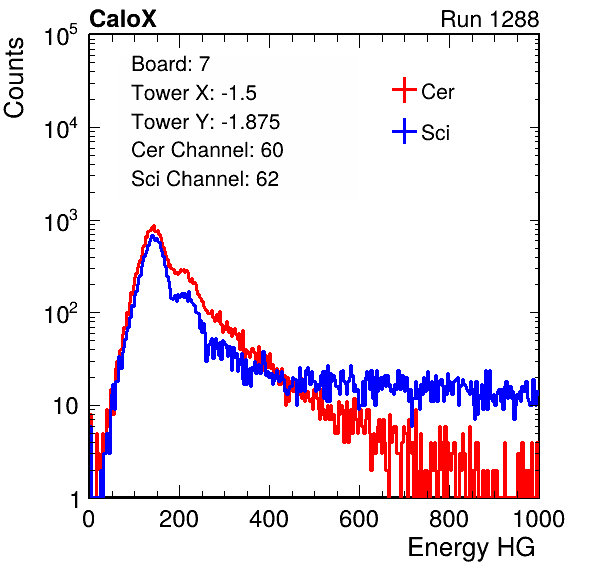 CaloX
Run 1288
Counts
10^5
10^4
10^3
10^2
10
1
Board: 7
Tower X: -1.5
Tower Y: -1.875
Cer Channel: 60
Sci Channel: 62
Cer
Sci
0 200 400 600 800 1000
Energy HG